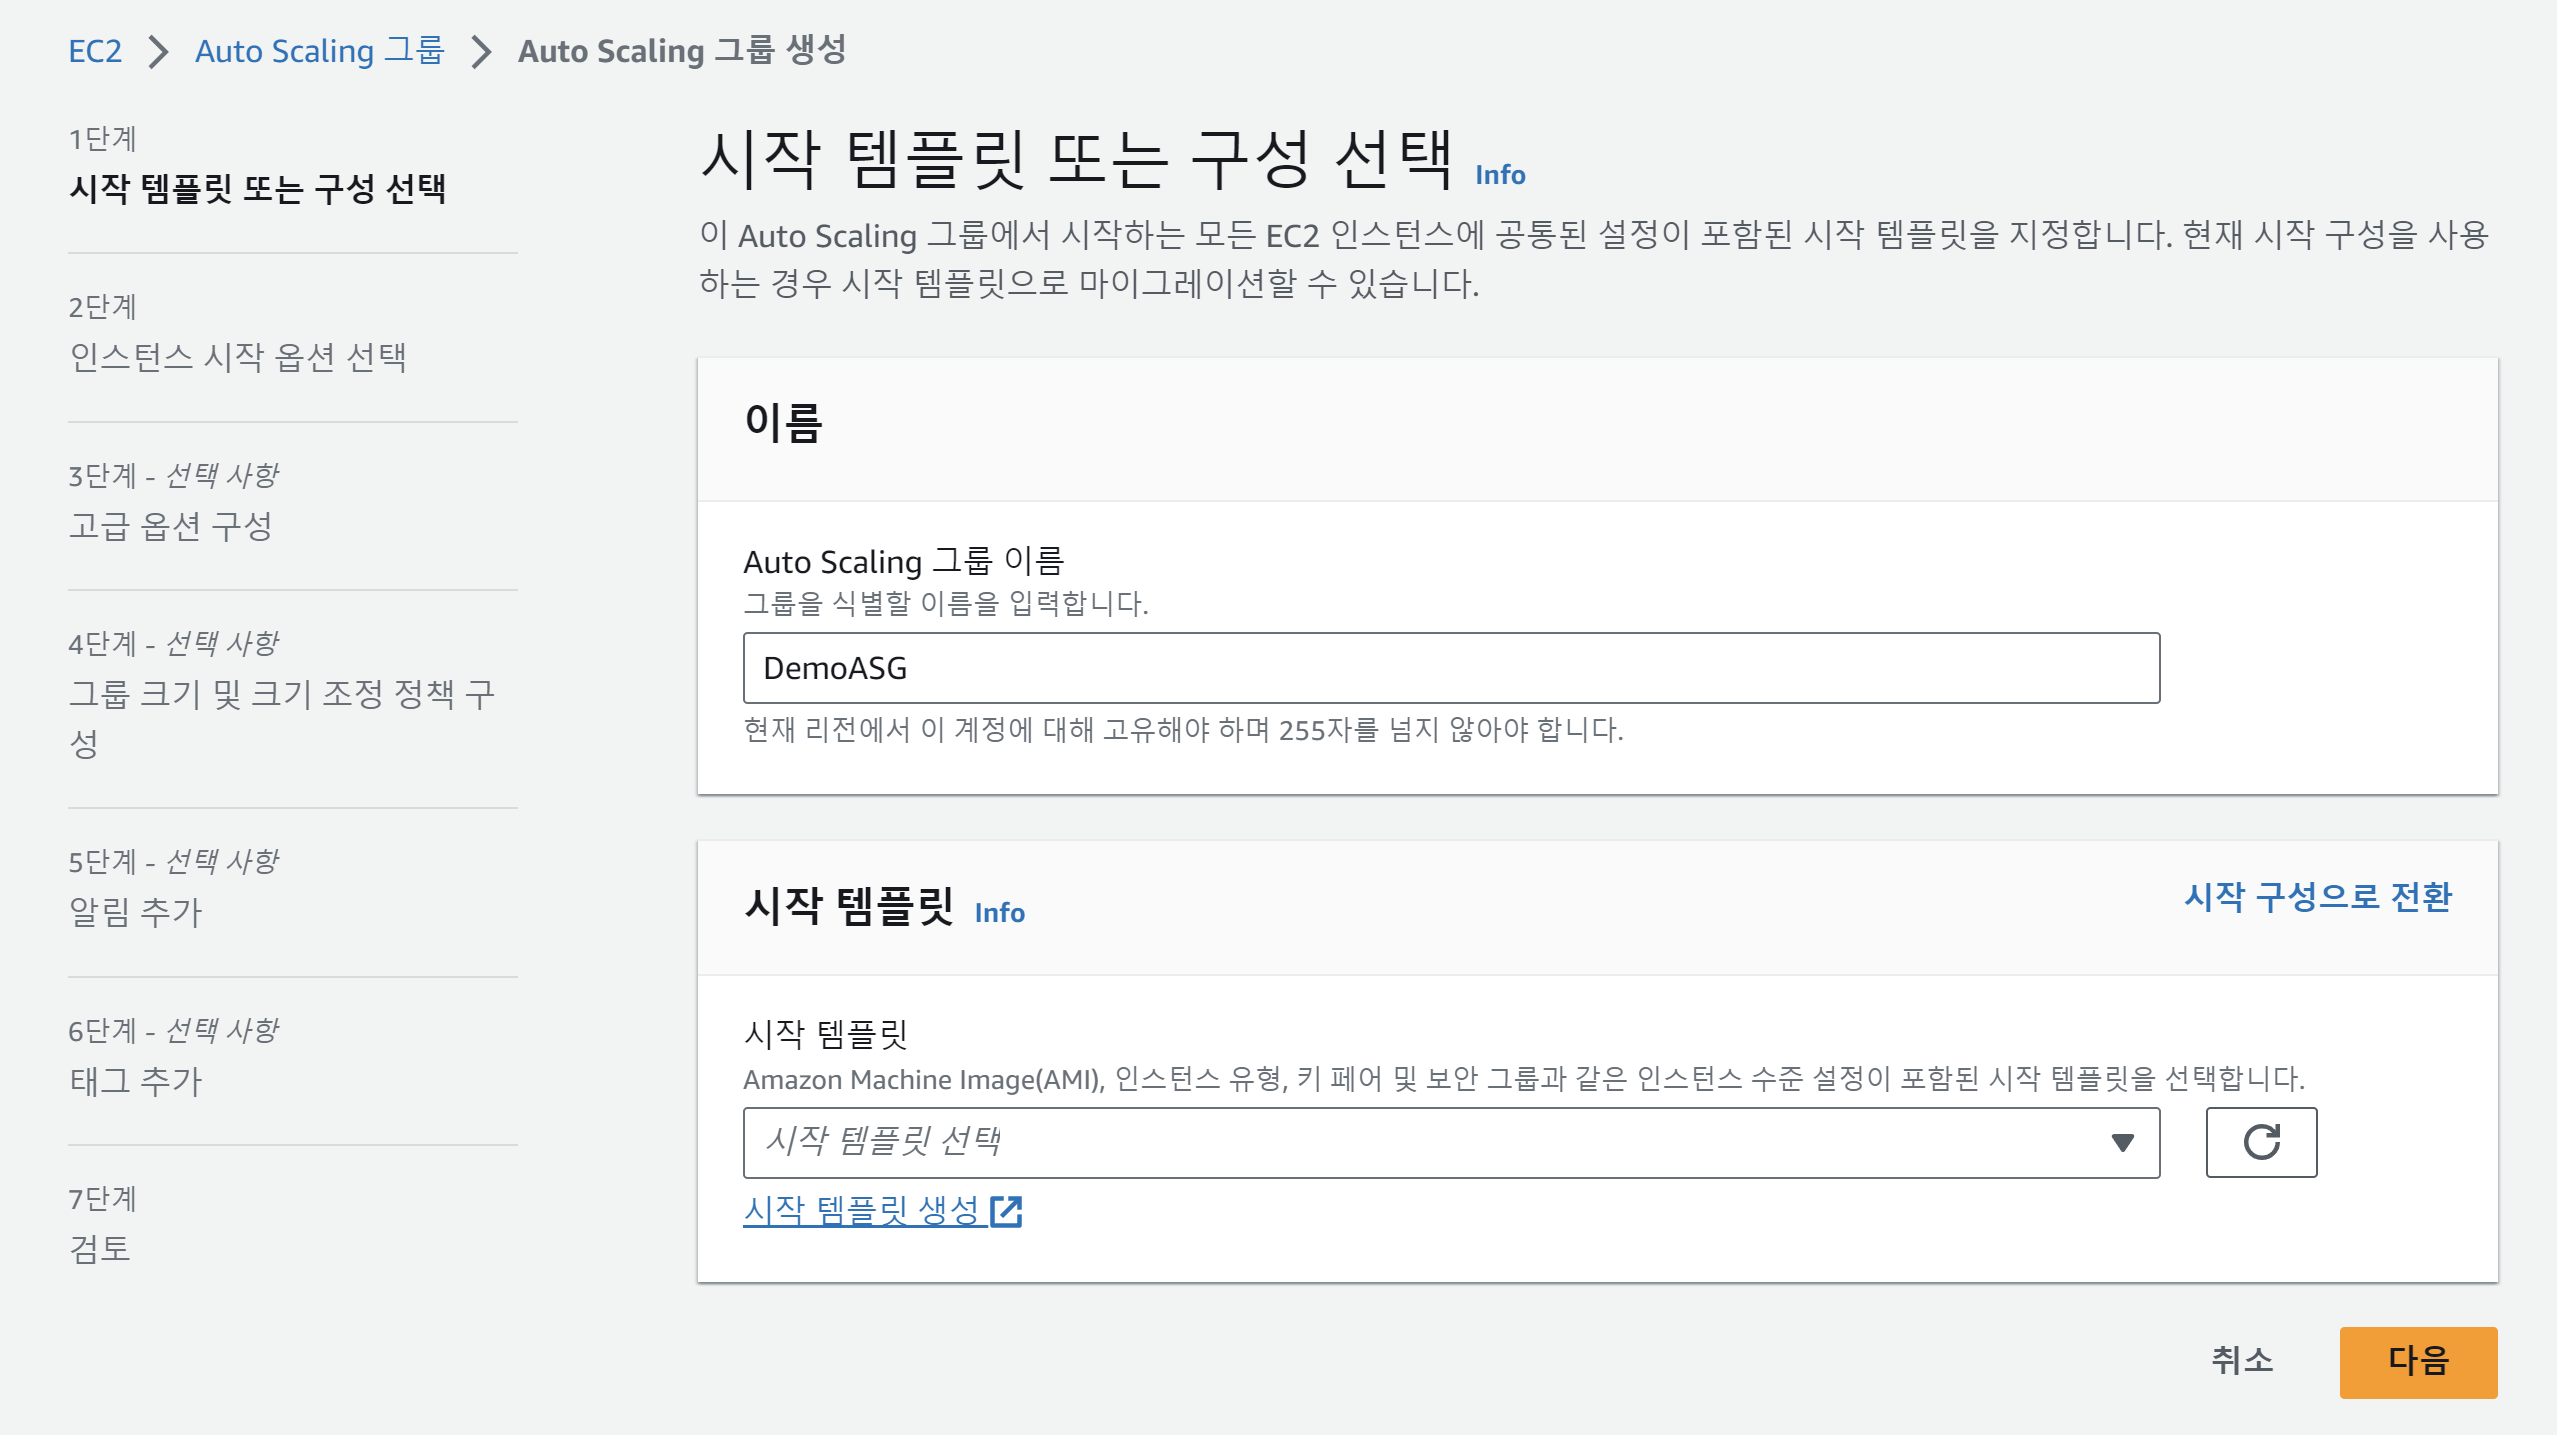 EC2 > Auto Scaling 그룹 > Auto Scaling 그룹 생성
1단계
시작 템플릿 또는 구성 선택
2단계
인스턴스 시작 옵션 선택
3단계 - 선택 사항
고급 옵션 구성
4단계 - 선택 사항
그룹 크기 및 크기 조정 정책 구
성
5단계 - 선택 사항
알림 추가
6단계 - 선택 사항
태그 추가
7단계
검토
시작 템플릿 또는 구성 선택 Info
이 Auto Scaling 그룹에서 시작하는 모든 EC2 인스턴스에 공통된 설정이 포함된 시작 템플릿을 지정합니다. 현재 시작 구성을 사용
하는 경우 시작 템플릿으로 마이그레이션할 수 있습니다.
이름
Auto Scaling 그룹 이름
그룹을 식별할 이름을 입력합니다.
DemoASG
현재 리전에서 이 계정에 대해 고유해야 하며 255자를 넘지 않아야 합니다.
시작 템플릿 Info
시작 구성으로 전환
시작 템플릿
Amazon Machine Image(AMI), 인스턴스 유형, 키 페어 및 보안 그룹과 같은 인스턴스 수준 설정이 포함된 시작 템플릿을 선택합니다.
시작 템플릿 선택
시작 템플릿 생성
취소
다음